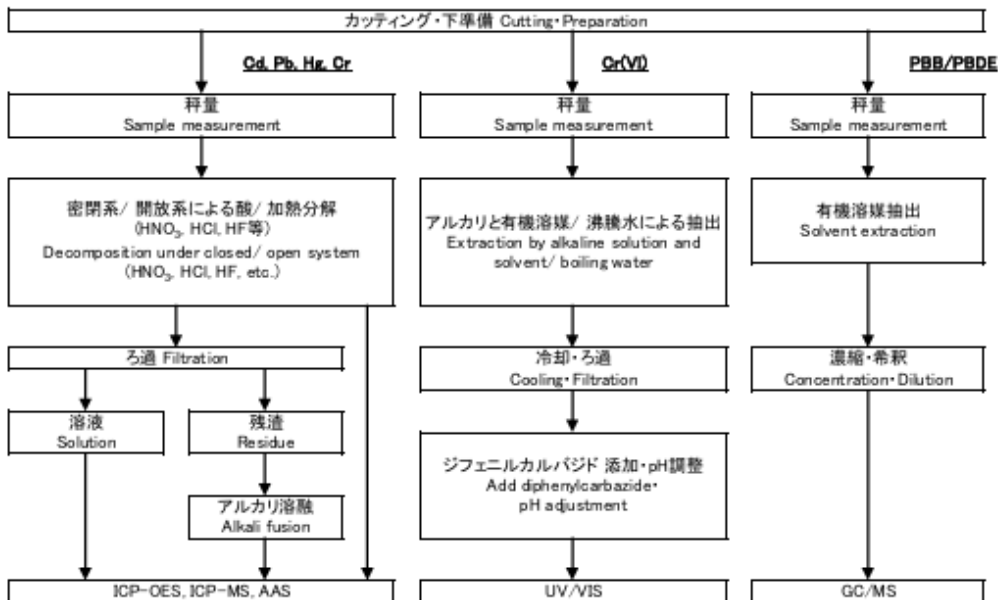 カッティング・下準備 Cutting・Preparation
Cd, Pb, Hg, Cr
秤量
Sample measurement
密閉系/ 開放系による酸/ 加熱分解
(HNO₃, HCl, HF等)
Decomposition under closed/ open system
(HNO₃, HCl, HF, etc.)
ろ過 Filtration
溶液
Solution
残渣
Residue
アルカリ溶融
Alkali fusion
ICP-OES, ICP-MS, AAS
Cr(VI)
秤量
Sample measurement
アルカリと有機溶媒/ 沸騰水による抽出
Extraction by alkaline solution and
solvent/ boiling water
冷却・ろ過
Cooling・Filtration
ジフェニルカルバジド 添加・pH調整
Add diphenylcarbazide・
pH adjustment
UV/VIS
PBB/PBDE
秤量
Sample measurement
有機溶媒抽出
Solvent extraction
濃縮・希釈
Concentration・Dilution
GC/MS